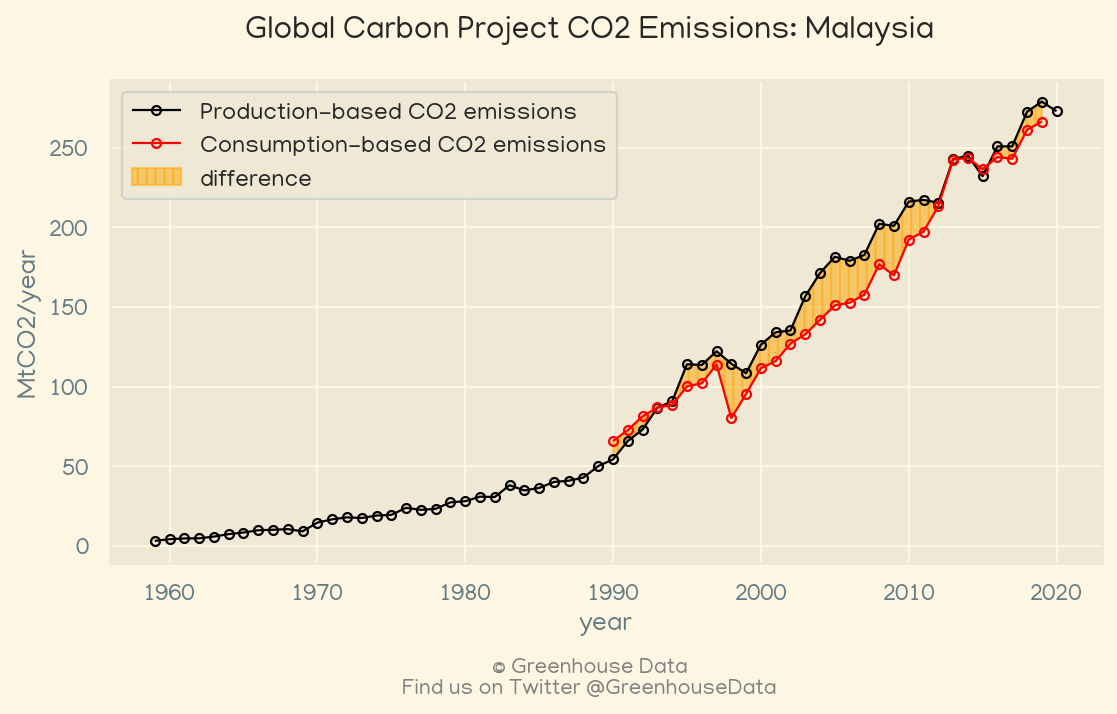 Global Carbon Project CO2 Emissions: Malaysia
Production-based CO2 emissions
Consumption-based CO2 emissions
difference
MtCO2/year
250
200
150
100
50
0
1960 1970 1980 1990 2000 2010 2020
year
© Greenhouse Data
Find us on Twitter @GreenhouseData